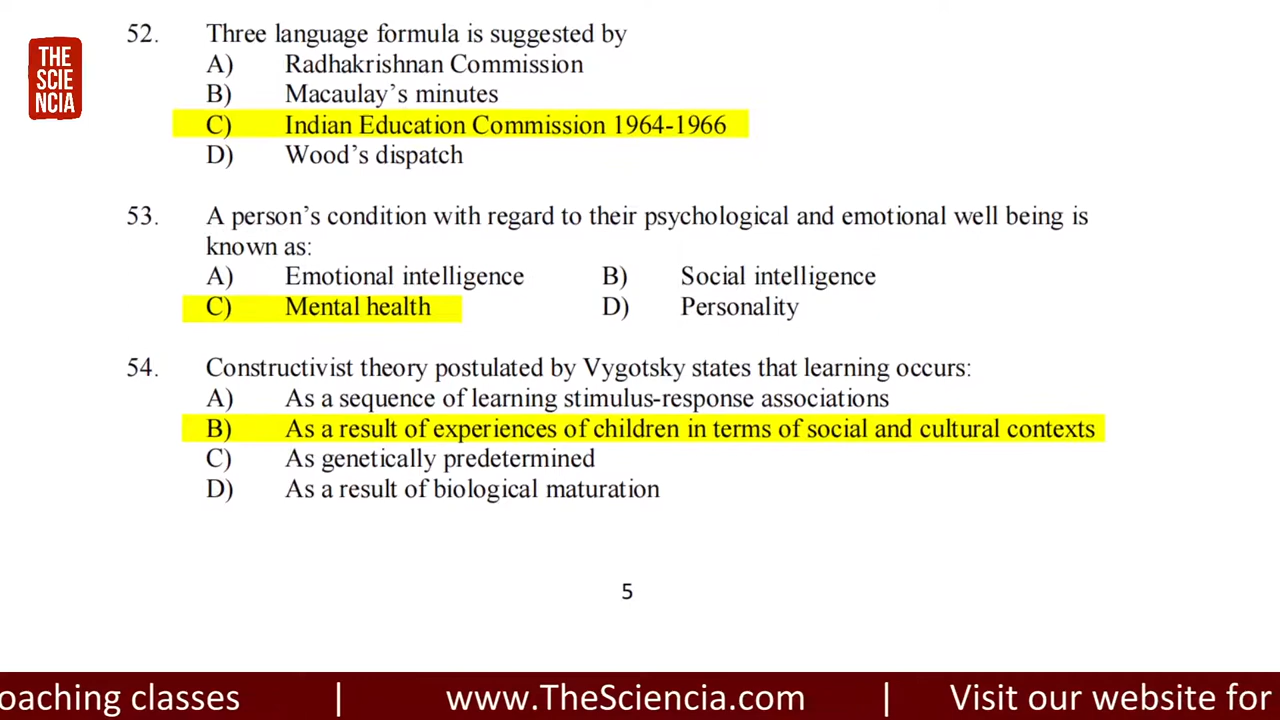 THE
SCIE
NCIA
52. Three language formula is suggested by
A) Radhakrishnan Commission
B) Macaulay’s minutes
C) Indian Education Commission 1964-1966
D) Wood’s dispatch
53. A person’s condition with regard to their psychological and emotional well being is
known as:
A) Emotional intelligence B) Social intelligence
C) Mental health D) Personality
54. Constructivist theory postulated by Vygotsky states that learning occurs:
A) As a sequence of learning stimulus-response associations
B) As a result of experiences of children in terms of social and cultural contexts
C) As genetically predetermined
D) As a result of biological maturation
5
oaching classes | www.TheSciencia.com | Visit our website for